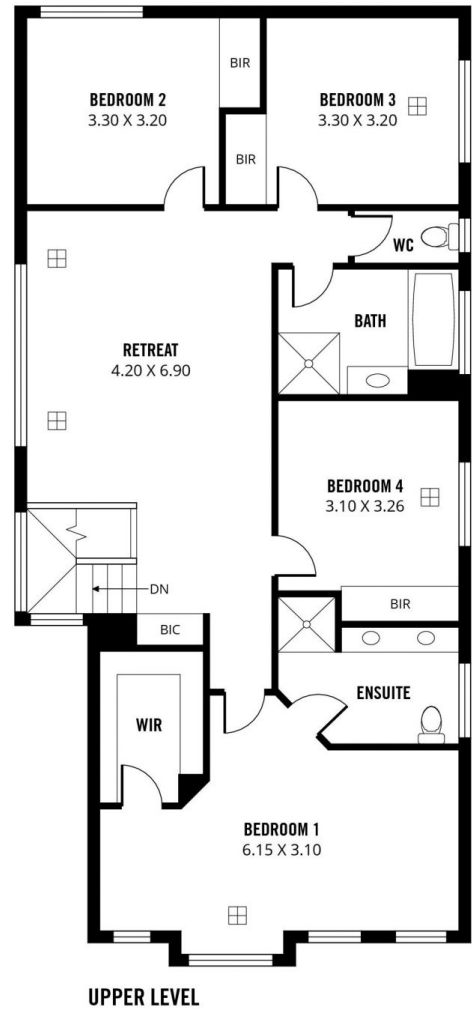 BIR
BEDROOM 2
3.30 X 3.20
BEDROOM 3
3.30 X 3.20
BIR
WC
BATH
RETREAT
4.20 X 6.90
BEDROOM 4
3.10 X 3.26
DN
BIR
BIC
ENSUITE
WIR
BEDROOM 1
6.15 X 3.10
UPPER LEVEL